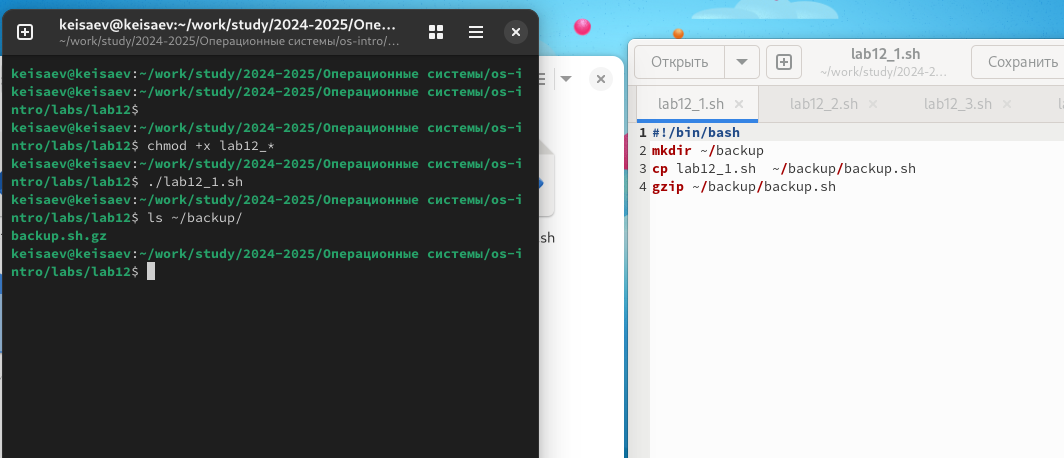 keisaev@keisaev:~/work/study/2024-2025/Опе...
~/work/study/2024-2025/Операционные системы/os-intro/...
keisaev@keisaev:~/work/study/2024-2025/Операционные системы/os-i
keisaev@keisaev:~/work/study/2024-2025/Операционные системы/os-i
ntro/labs/lab12$
keisaev@keisaev:~/work/study/2024-2025/Операционные системы/os-i
ntro/labs/lab12$ chmod +x lab12_*
keisaev@keisaev:~/work/study/2024-2025/Операционные системы/os-i
ntro/labs/lab12$ ./lab12_1.sh
keisaev@keisaev:~/work/study/2024-2025/Операционные системы/os-i
ntro/labs/lab12$ ls ~/backup/
backup.sh.gz
keisaev@keisaev:~/work/study/2024-2025/Операционные системы/os-i
ntro/labs/lab12$
sh
Открыть
lab12_1.sh
~/work/study/2024-2...
Сохранить
lab12_1.sh × lab12_2.sh × lab12_3.sh ×
1 #!/bin/bash
2 mkdir ~/backup
3 cp lab12_1.sh  ~/backup/backup.sh
4 gzip ~/backup/backup.sh